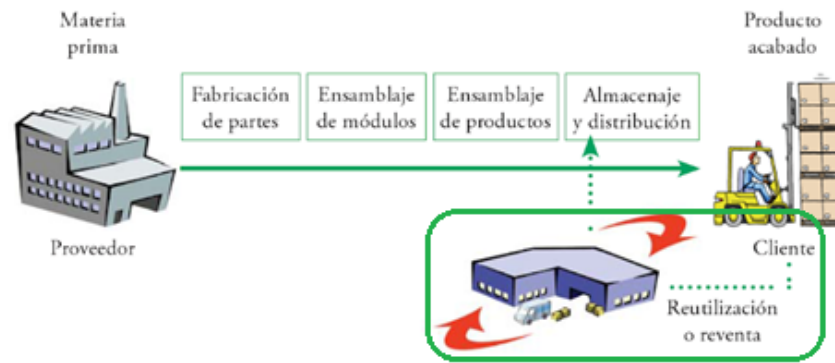 Materia
prima
Producto
acabado
Fabricación
de partes
Ensamblaje
de módulos
Ensamblaje
de productos
Almacenaje
y distribución
Proveedor
Cliente
Reutilización
o reventa